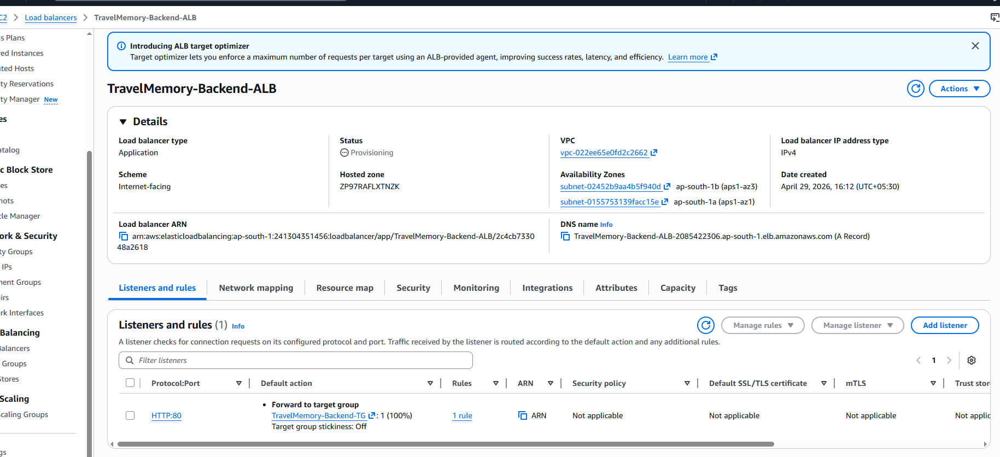 C2 > Load balancers > TravelMemory-Backend-ALB
s Plans
ed Instances
ted Hosts
ty Reservations
ty Manager New
es
atalog
c Block Store
es
hots
cle Manager
ork & Security
ty Groups
IPs
ment Groups
irs
rk Interfaces
Balancing
Balancers
Groups
Stores
Scaling
caling Groups
gs
Introducing ALB target optimizer
Target optimizer lets you enforce a maximum number of requests per target using an ALB-provided agent, improving success rates, latency, and efficiency. Learn more
TravelMemory-Backend-ALB
Actions
Details
Load balancer type
Application
Status
Provisioning
VPC
vpc-022ee65e0fd2c2662
Load balancer IP address type
IPv4
Scheme
Internet-facing
Hosted zone
ZP97RAFLXTNZK
Availability Zones
subnet-02452b9aa4b5f940d ap-south-1b (aps1-az3)
subnet-0155753139facc15e ap-south-1a (aps1-az1)
Date created
April 29, 2026, 16:12 (UTC+05:30)
Load balancer ARN
arn:aws:elasticloadbalancing:ap-south-1:241304351456:loadbalancer/app/TravelMemory-Backend-ALB/2c4cb7330
48a2618
DNS name Info
TravelMemory-Backend-ALB-2085422306.ap-south-1.elb.amazonaws.com (A Record)
Listeners and rules Network mapping Resource map Security Monitoring Integrations Attributes Capacity Tags
Listeners and rules (1) Info
Manage rules Manage listener Add listener
A listener checks for connection requests on its configured protocol and port. Traffic received by the listener is routed according to the default action and any additional rules.
Filter listeners
1
Protocol:Port Default action Rules ARN Security policy Default SSL/TLS certificate mTLS Trust stor
HTTP:80
• Forward to target group
TravelMemory-Backend-TG : 1 (100%)
Target group stickiness: Off
1 rule ARN Not applicable Not applicable Not applicable Not applic